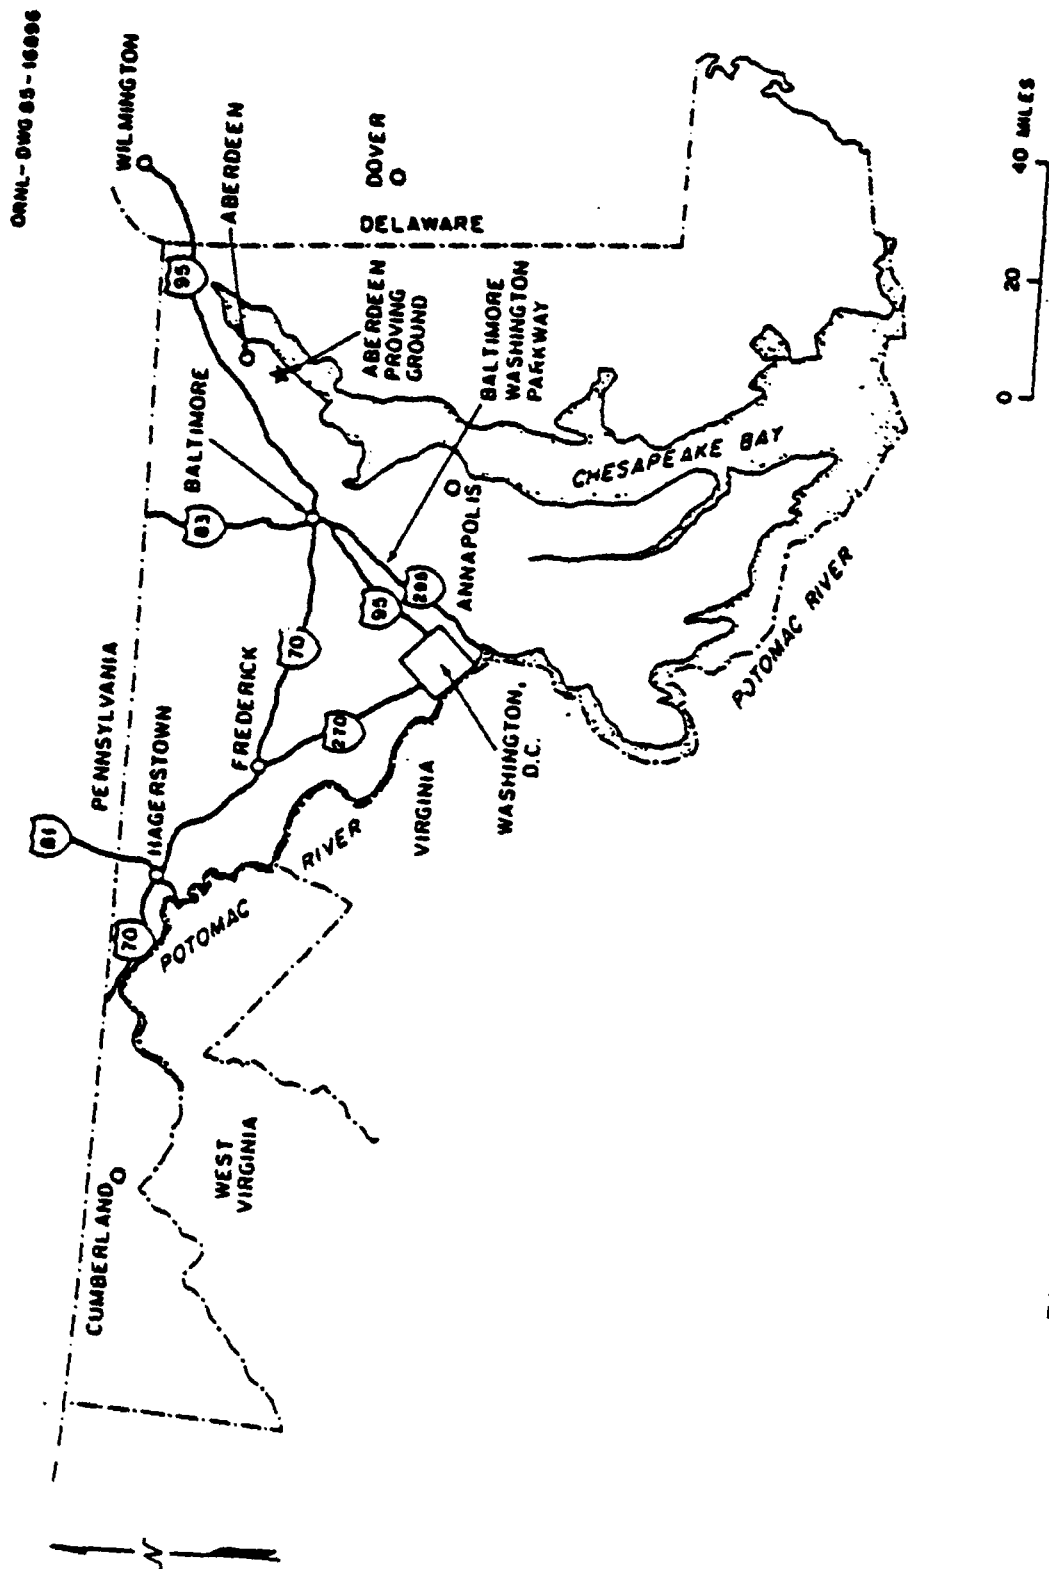 ORNL-DWG 85-16896
WILMINGTON
95
ABERDEEN
DOVER
DELAWARE
ABERDEEN
PROVING
GROUND
BALTIMORE
WASHINGTON
PARKWAY
BALTIMORE
83
PENNSYLVANIA
81
HAGERSTOWN
70
FREDERICK
70
270
95
ANNAPOLIS
CHESAPEAKE BAY
WASHINGTON,
D.C.
VIRGINIA
POTOMAC RIVER
POTOMAC RIVER
CUMBERLAND
WEST
VIRGINIA
N
0 20 40 MILES